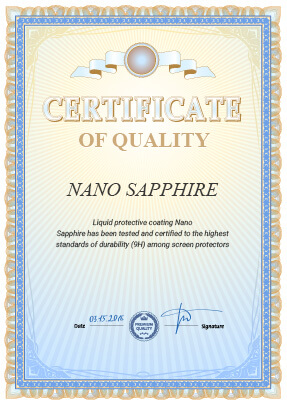 CERTIFICATE
OF QUALITY
NANO SAPPHIRE
Liquid protective coating Nano
Sapphire has been tested and certified to the highest
standards of durability (9H) among screen protectors
Date 03.15.2016 PREMIUM QUALITY Signature